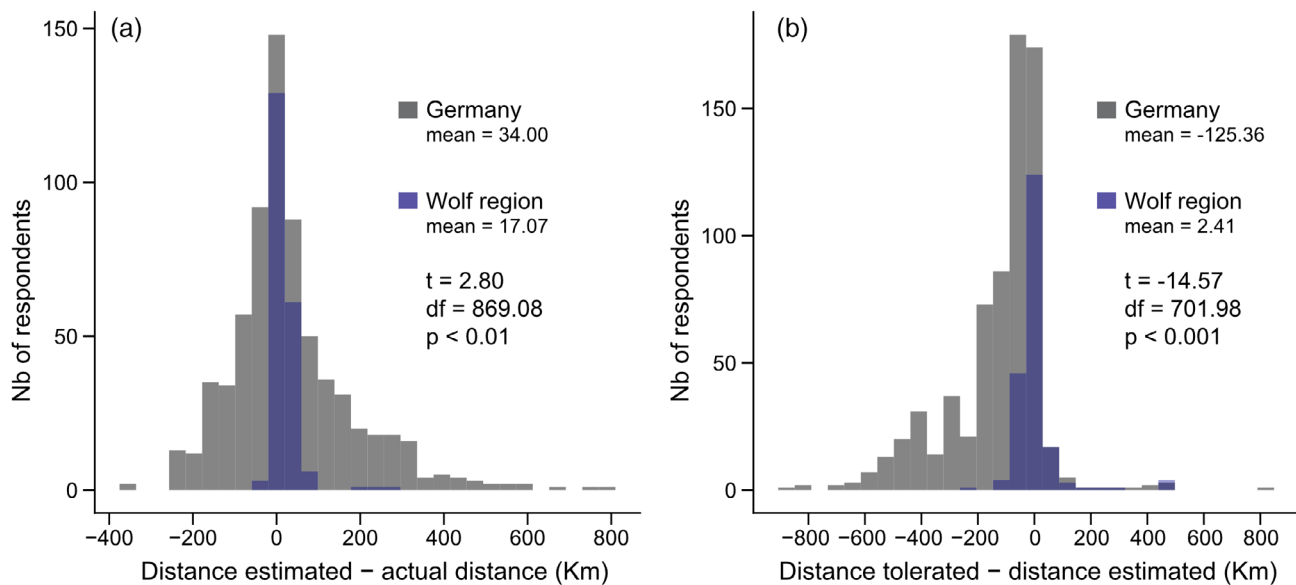 (a)
150
100
50
0
Nb of respondents
Germany
mean = 34.00
Wolf region
mean = 17.07
t = 2.80
df = 869.08
p < 0.01
−400 −200 0 200 400 600 800
Distance estimated − actual distance (Km)
(b)
150
100
50
0
Nb of respondents
Germany
mean = -125.36
Wolf region
mean = 2.41
t = -14.57
df = 701.98
p < 0.001
−800 −600 −400 −200 0 200 400 600 800
Distance tolerated − distance estimated (Km)